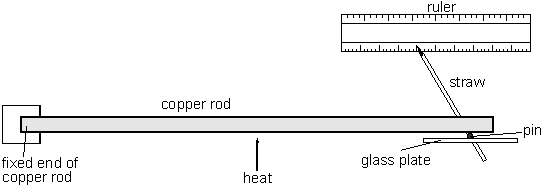 ruler
straw
copper rod
pin
fixed end of
copper rod
glass plate
heat